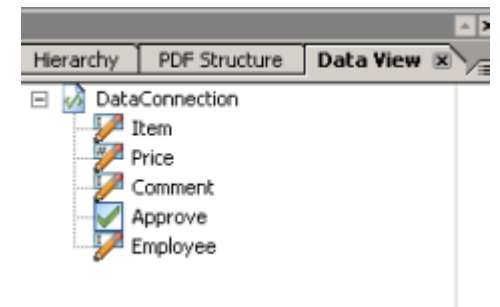 Hierarchy PDF Structure Data View
DataConnection
Item
Price
Comment
Approve
Employee